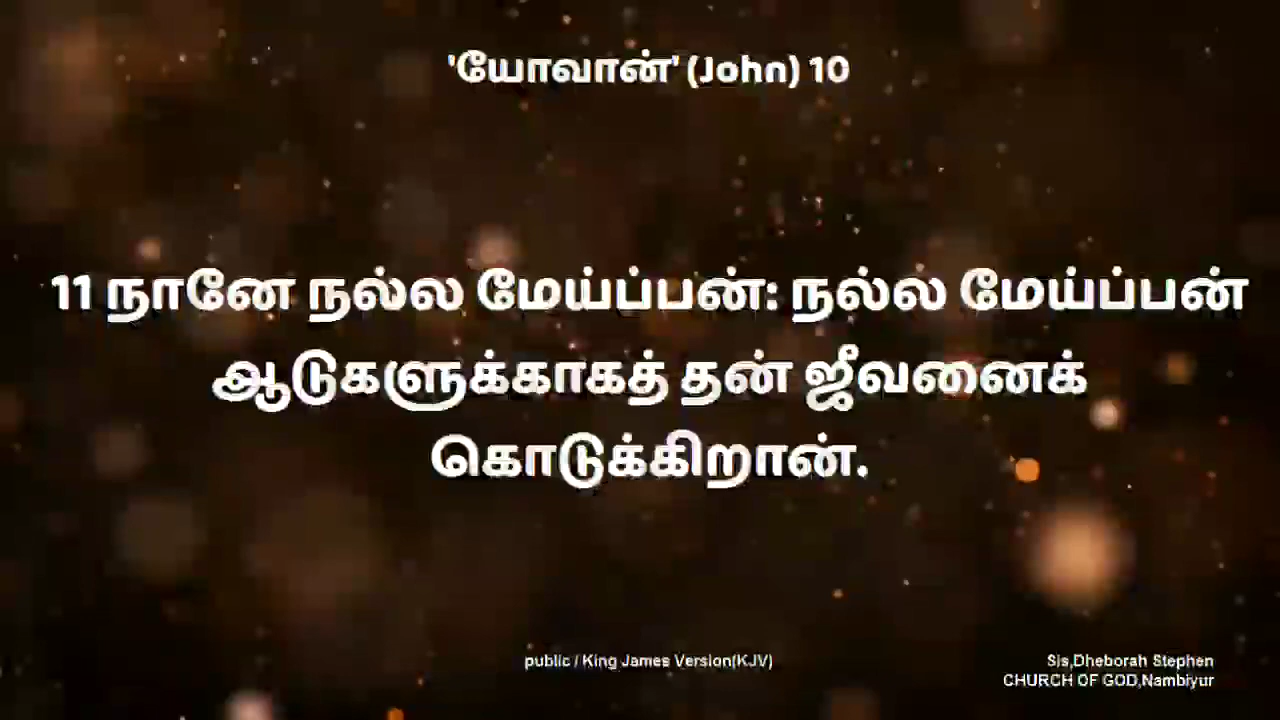 'யோவான்' (John) 10
11 நானே நல்ல மேய்ப்பன்: நல்ல மேய்ப்பன்
ஆடுகளுக்காகத் தன் ஜீவனைக்
கொடுக்கிறான்.
public / King James Version(KJV)
Sis,Dheborah Stephen
CHURCH OF GOD,Nambiyur